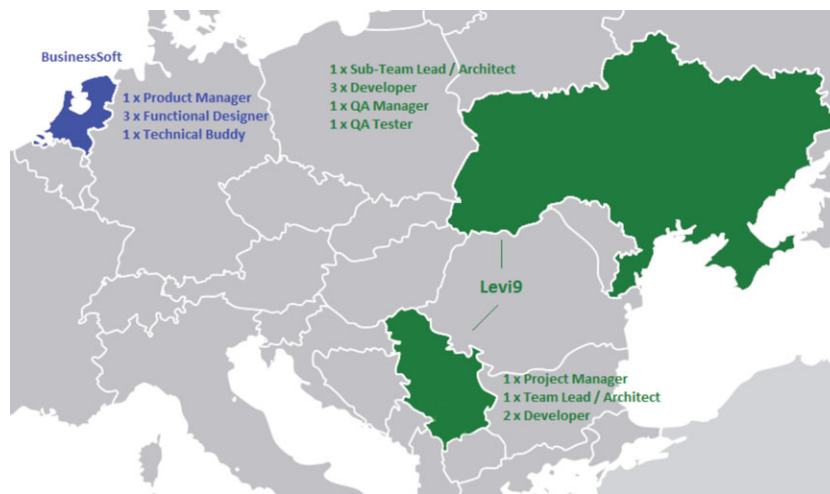 BusinessSoft
1 x Product Manager
3 x Functional Designer
1 x Technical Buddy
1 x Sub-Team Lead / Architect
3 x Developer
1 x QA Manager
1 x QA Tester
Levi9
1 x Project Manager
1 x Team Lead / Architect
2 x Developer